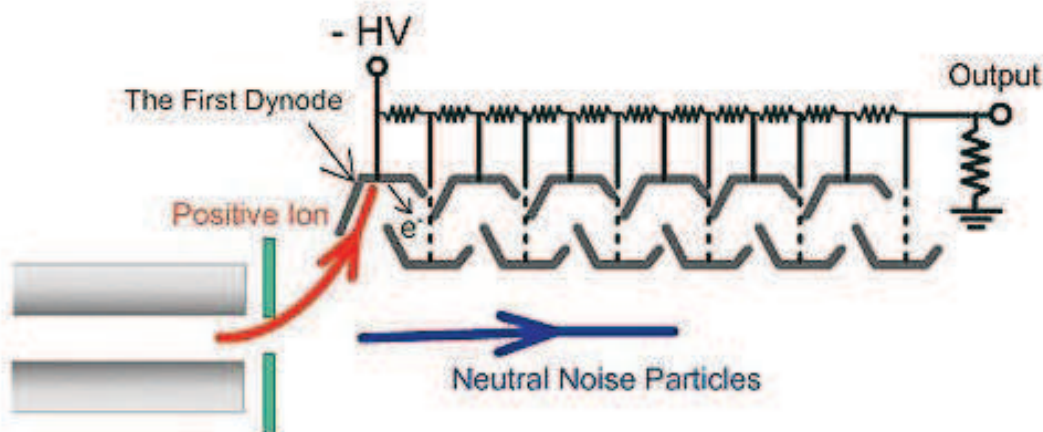 - HV
Output
The First Dynode
Positive Ion
e-
Neutral Noise Particles